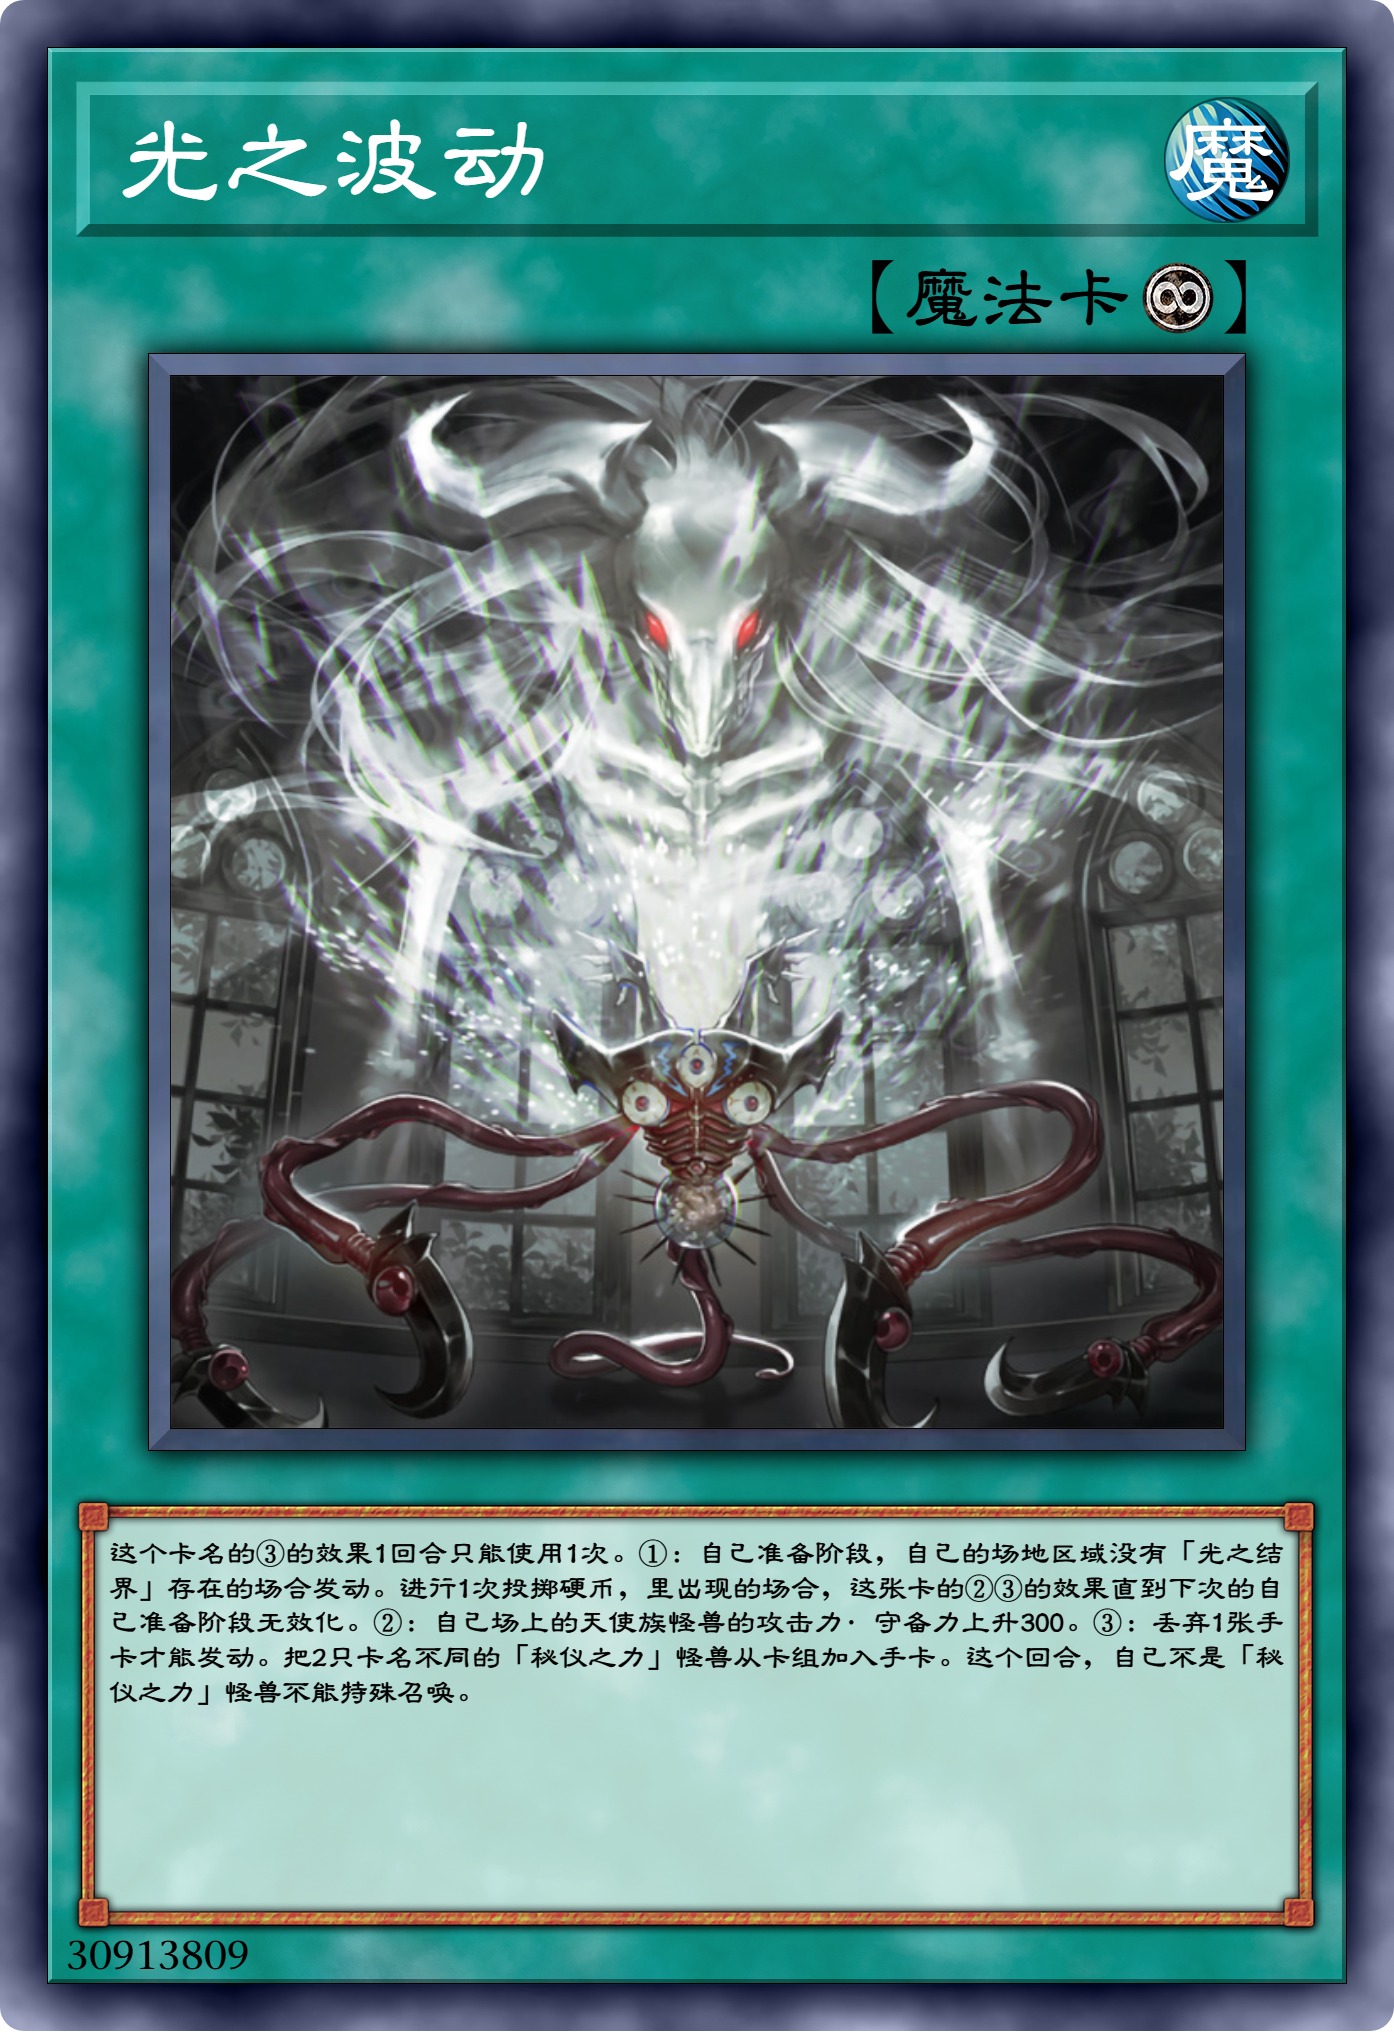 光之波动
魔
【魔法卡】
这个卡名的③的效果1回合只能使用1次。①：自己准备阶段，自己的场地区域没有「光之结
界」存在的场合发动。进行1次投掷硬币，里出现的场合，这张卡的②③的效果直到下次的自
己准备阶段无效化。②：自己场上的天使族怪兽的攻击力·守备力上升300。③：丢弃1张手
卡才能发动。把2只卡名不同的「秘仪之力」怪兽从卡组加入手卡。这个回合，自己不是「秘
仪之力」怪兽不能特殊召唤。
30913809